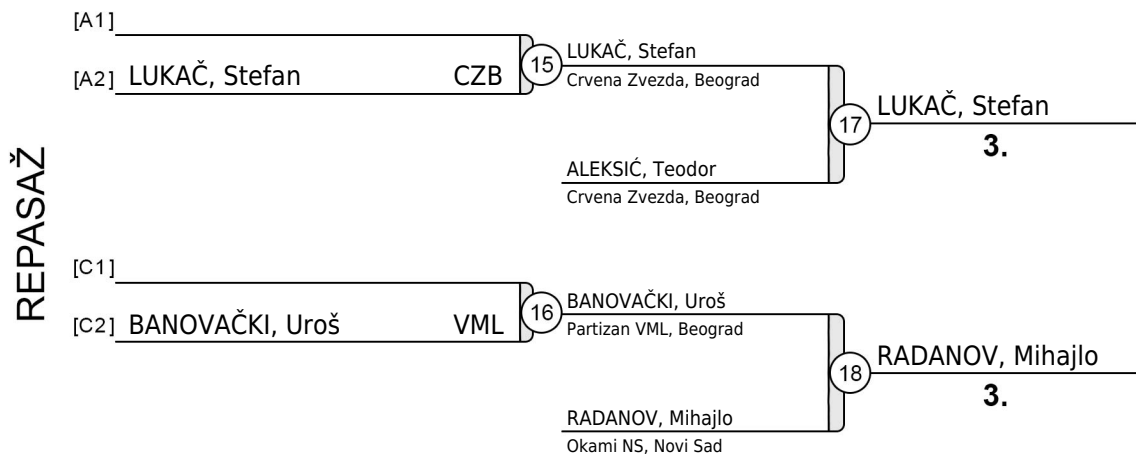 REPASAŽ
[A1]
[A2] LUKAČ, Stefan CZB
15
LUKAČ, Stefan
Crvena Zvezda, Beograd
ALEKSIĆ, Teodor
Crvena Zvezda, Beograd
17
LUKAČ, Stefan
3.
[C1]
[C2] BANOVAČKI, Uroš VML
16
BANOVAČKI, Uroš
Partizan VML, Beograd
RADANOV, Mihajlo
Okami NS, Novi Sad
18
RADANOV, Mihajlo
3.